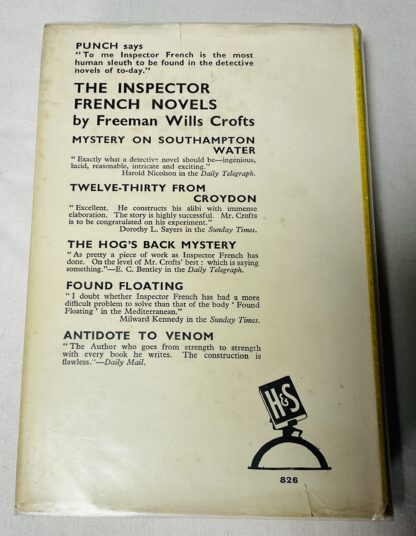 PUNCH says
"To me Inspector French is the most
human sleuth to be found in the detective
novels of to-day."
THE INSPECTOR
FRENCH NOVELS
by Freeman Wills Crofts
MYSTERY ON SOUTHAMPTON
WATER
"Exactly what a detective novel should be—ingenious,
lucid, reasonable, intricate and exciting."
Harold Nicolson in the Daily Telegraph.
TWELVE-THIRTY FROM
CROYDON
"Excellent. He constructs his alibi with immense
elaboration. The story is highly successful. Mr. Crofts
is to be congratulated on his experiment."
Dorothy L. Sayers in the Sunday Times.
THE HOG'S BACK MYSTERY
"As pretty a piece of work as Inspector French has
done. On the level of Mr. Crofts' best: which is saying
something."—E. C. Bentley in the Daily Telegraph.
FOUND FLOATING
"I doubt whether Inspector French has had a more
difficult problem to solve than that of the body 'Found
Floating' in the Mediterranean."
Milward Kennedy in the Sunday Times.
ANTIDOTE TO VENOM
"The Author who goes from strength to strength
with every book he writes. The construction is
flawless."—Daily Mail.
H&S
826